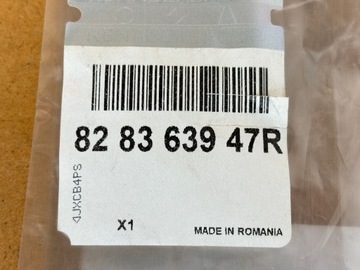 82 83 639 47R
4JXCB4PS
X1
MADE IN ROMANIA